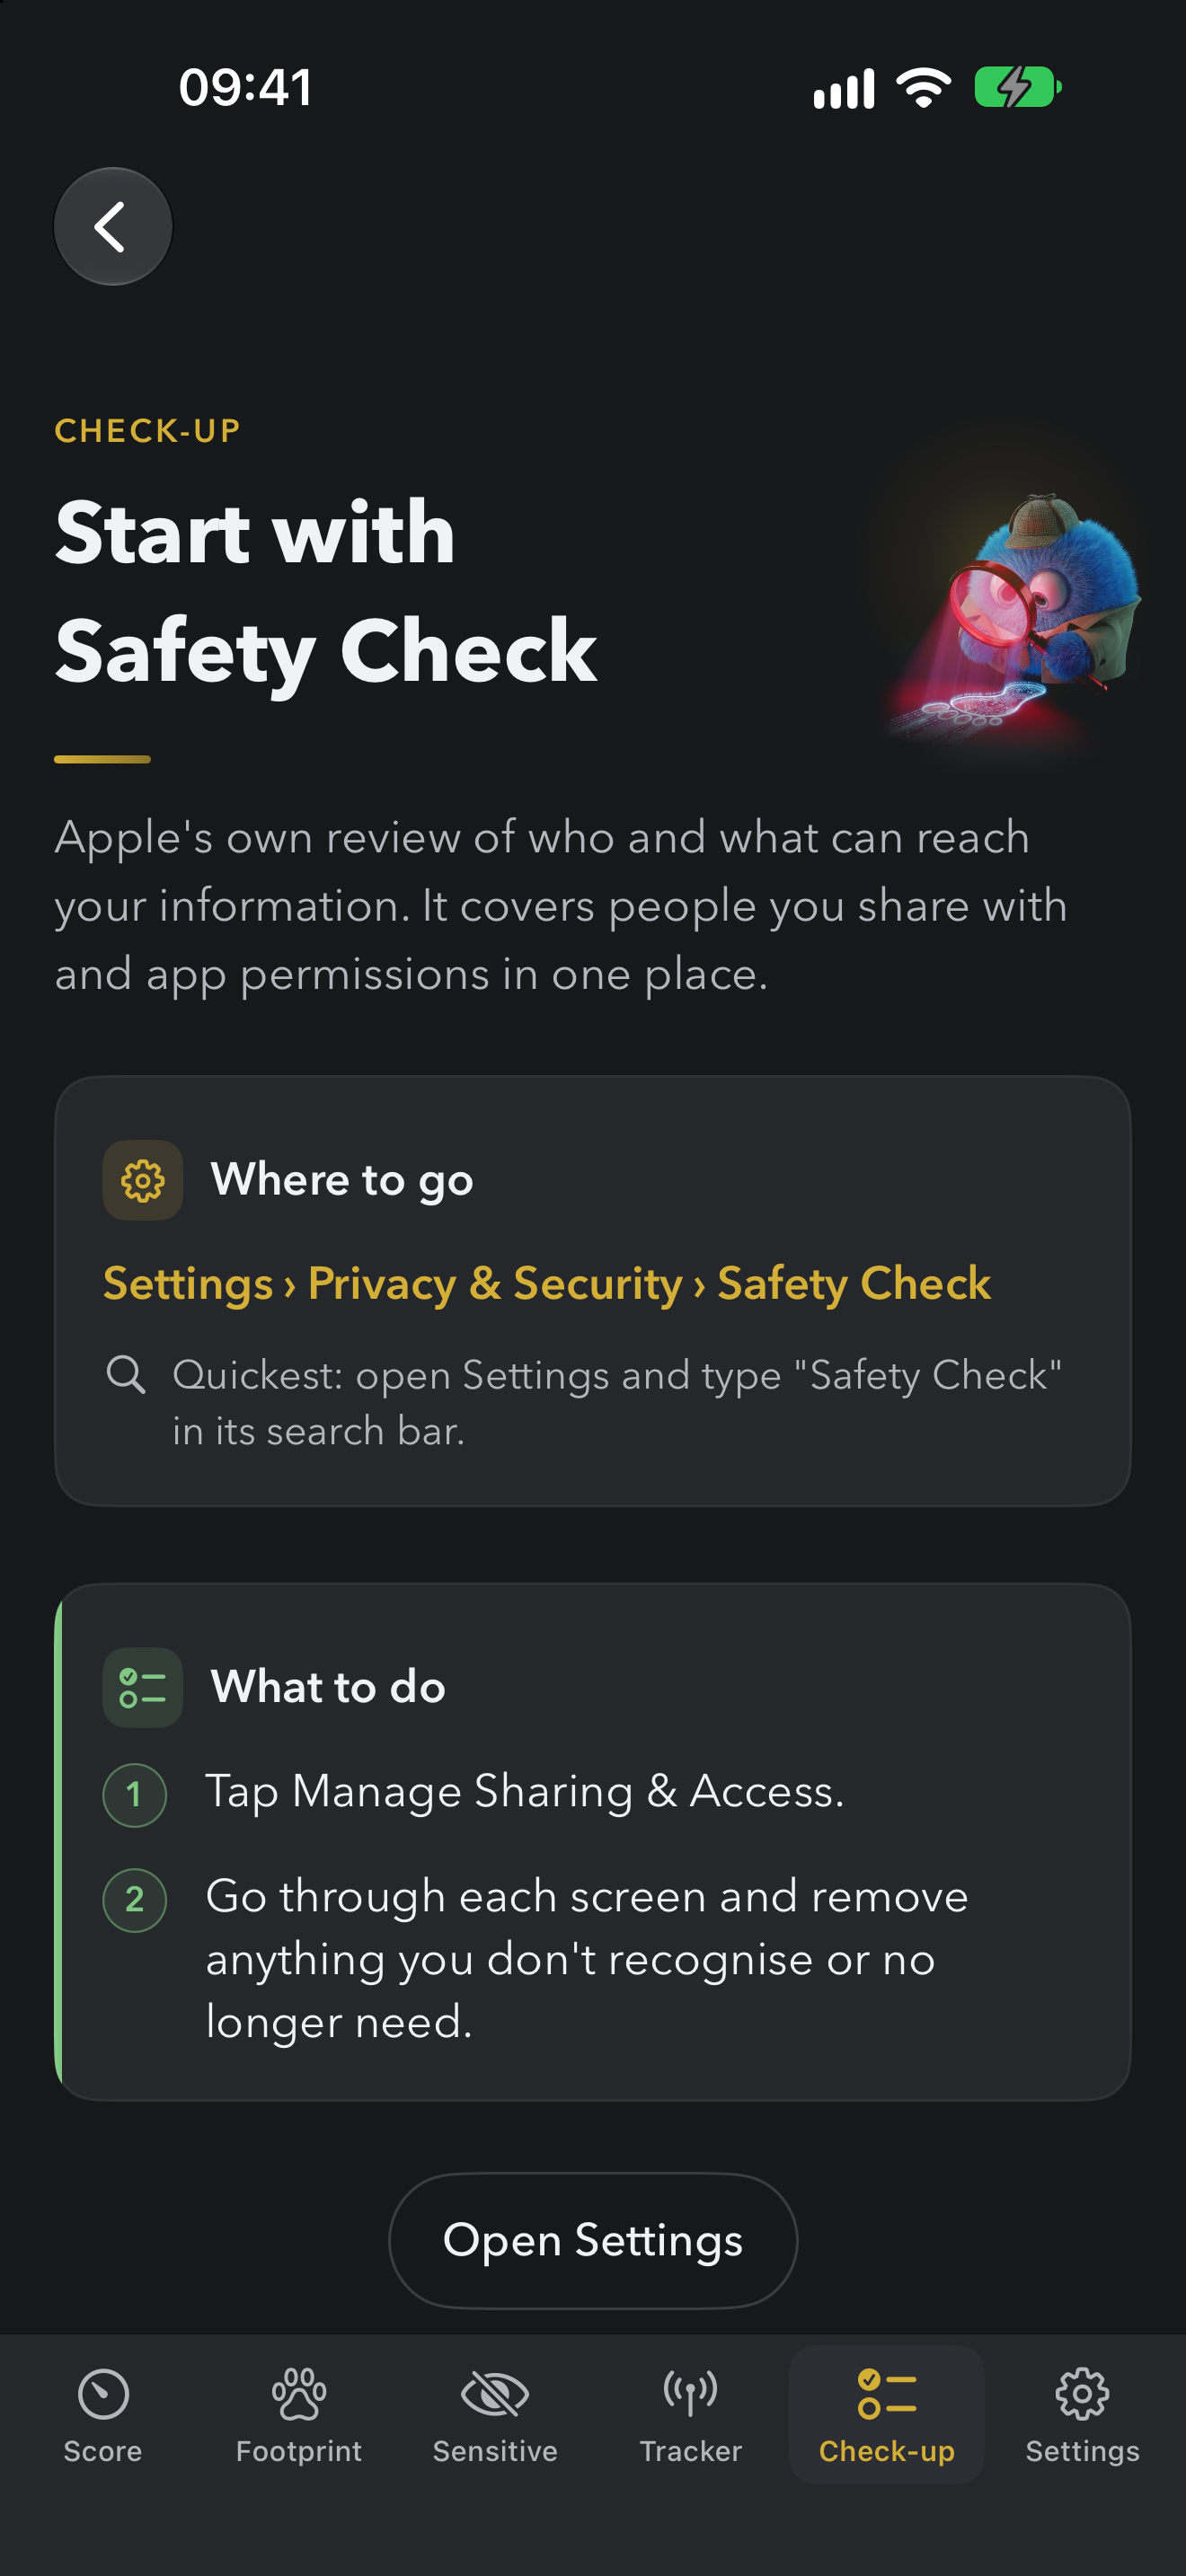 09:41
CHECK-UP
Start with
Safety Check
Apple's own review of who and what can reach
your information. It covers people you share with
and app permissions in one place.
Where to go
Settings › Privacy & Security › Safety Check
Quickest: open Settings and type "Safety Check"
in its search bar.
What to do
1 Tap Manage Sharing & Access.
2 Go through each screen and remove
anything you don't recognise or no
longer need.
Open Settings
Score Footprint Sensitive Tracker Check-up Settings